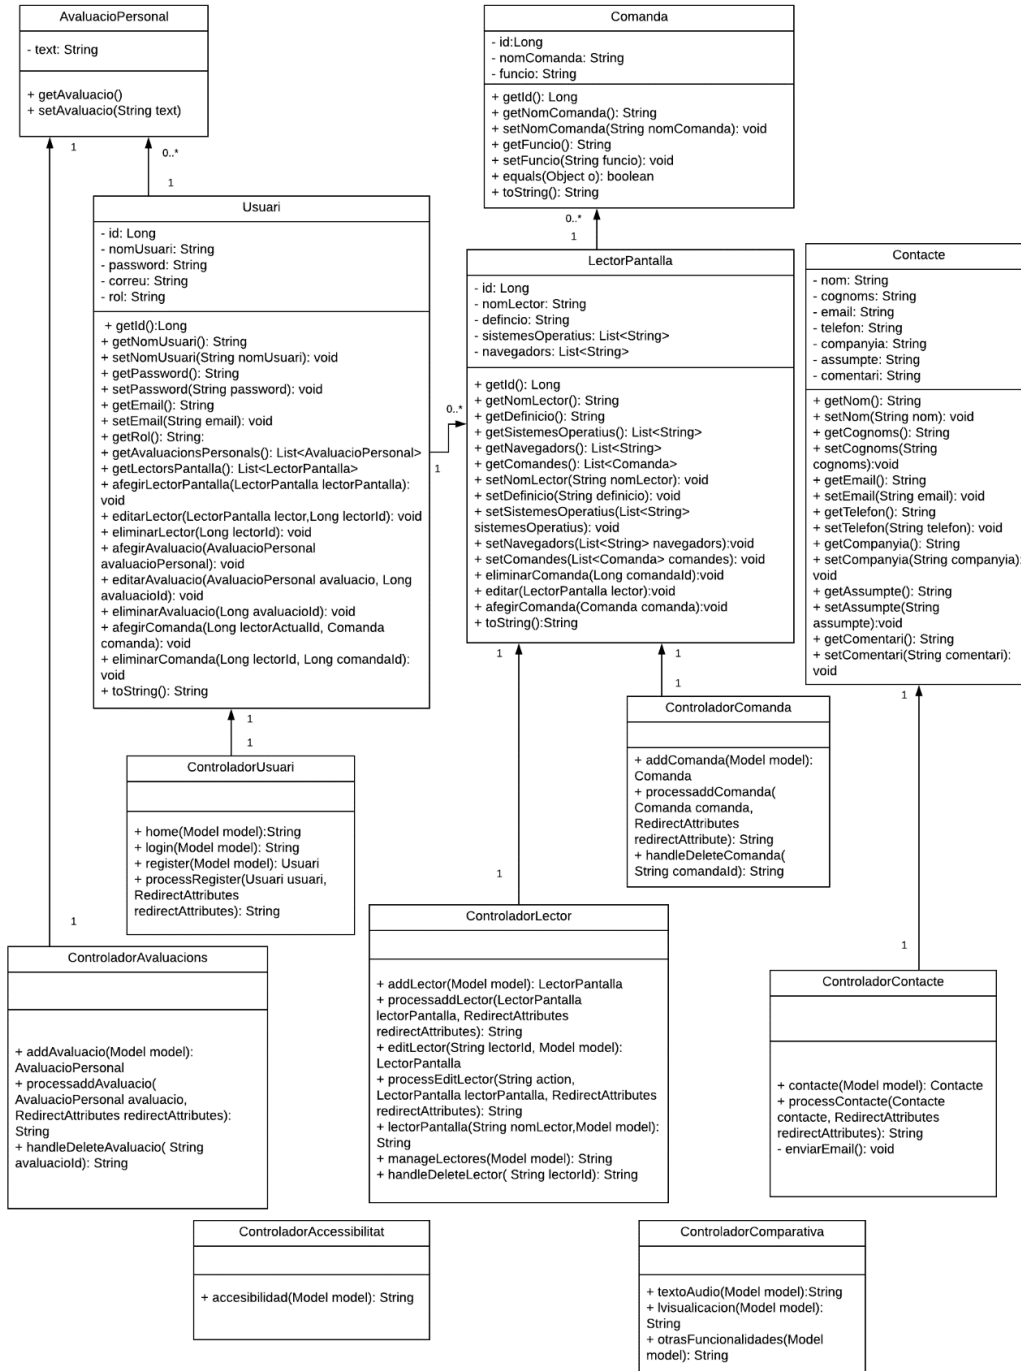 AvaluacioPersonal
- text: String
+ getAvaluacio()
+ setAvaluacio(String text)
1
0..*
1
Comanda
- id:Long
- nomComanda: String
- funcio: String
+ getId(): Long
+ getNomComanda(): String
+ setNomComanda(String nomComanda): void
+ getFuncio(): String
+ setFuncio(String funcio): void
+ equals(Object o): boolean
+ toString(): String
0..*
1
Usuari
- id: Long
- nomUsuari: String
- password: String
- correu: String
- rol: String
+ getId():Long
+ getNomUsuari(): String
+ setNomUsuari(String nomUsuari): void
+ getPassword(): String
+ setPassword(String password): void
+ getEmail(): String
+ setEmail(String email): void
+ getRol(): String:
+ getAvaluacionsPersonals(): List<AvaluacioPersonal>
+ getLectorsPantalla(): List<LectorPantalla>
+ afegirLectorPantalla(LectorPantalla lectorPantalla):
void
+ editarLector(LectorPantalla lector,Long lectorId): void
+ eliminarLector(Long lectorId): void
+ afegirAvaluacio(AvaluacioPersonal
avaluacioPersonal): void
+ editarAvaluacio(AvaluacioPersonal avaluacio, Long
avaluacioId): void
+ eliminarAvaluacio(Long avaluacioId): void
+ afegirComanda(Long lectorActualId, Comanda
comanda): void
+ eliminarComanda(Long lectorId, Long comandaId):
void
+ toString(): String
0..*
1
LectorPantalla
- id: Long
- nomLector: String
- defincio: String
- sistemesOperatius: List<String>
- navegadors: List<String>
+ getId(): Long
+ getNomLector(): String
+ getDefinicio(): String
+ getSistemesOperatius(): List<String>
+ getNavegadors(): List<String>
+ getComandes(): List<Comanda>
+ setNomLector(String nomLector): void
+ setDefinicio(String definicio): void
+ setSistemesOperatius(List<String>
sistemesOperatius): void
+ setNavegadors(List<String> navegadors):void
+ setComandes(List<Comanda> comandes): void
+ eliminarComanda(Long comandaId):void
+ editar(LectorPantalla lector):void
+ afegirComanda(Comanda comanda):void
+ toString():String
Contacte
- nom: String
- cognoms: String
- email: String
- telefon: String
- companyia: String
- assumpte: String
- comentari: String
+ getNom(): String
+ setNom(String nom): void
+ getCognoms(): String
+ setCognoms(String
cognoms):void
+ getEmail(): String
+ setEmail(String email): void
+ getTelefon(): String
+ setTelefon(String telefon): void
+ getCompanyia(): String
+ setCompanyia(String companyia):
void
+ getAssumpte(): String
+ setAssumpte(String
assumpte):void
+ getComentari(): String
+ setComentari(String comentari):
void
1
1
1
1
1
1
ControladorUsuari
+ home(Model model):String
+ login(Model model): String
+ register(Model model): Usuari
+ processRegister(Usuari usuari,
RedirectAttributes
redirectAttributes): String
ControladorComanda
+ addComanda(Model model):
Comanda
+ processaddComanda(
Comanda comanda,
RedirectAttributes
redirectAttribute): String
+ handleDeleteComanda(
String comandaId): String
1
1
1
ControladorAvaluacions
+ addAvaluacio(Model model):
AvaluacioPersonal
+ processaddAvaluacio(
AvaluacioPersonal avaluacio,
RedirectAttributes redirectAttributes):
String
+ handleDeleteAvaluacio( String
avaluacioId): String
ControladorLector
+ addLector(Model model): LectorPantalla
+ processaddLector(LectorPantalla
lectorPantalla, RedirectAttributes
redirectAttributes): String
+ editLector(String lectorId, Model model):
LectorPantalla
+ processEditLector(String action,
LectorPantalla lectorPantalla, RedirectAttributes
redirectAttributes): String
+ lectorPantalla(String nomLector,Model model):
String
+ manageLectores(Model model): String
+ handleDeleteLector( String lectorId): String
ControladorContacte
+ contacte(Model model): Contacte
+ processContacte(Contacte
contacte, RedirectAttributes
redirectAttributes): String
- enviarEmail(): void
ControladorAccessibilitat
+ accesibilidad(Model model): String
ControladorComparativa
+ textoAudio(Model model):String
+ lvisualicacion(Model model):
String
+ otrasFuncionalidades(Model
model): String